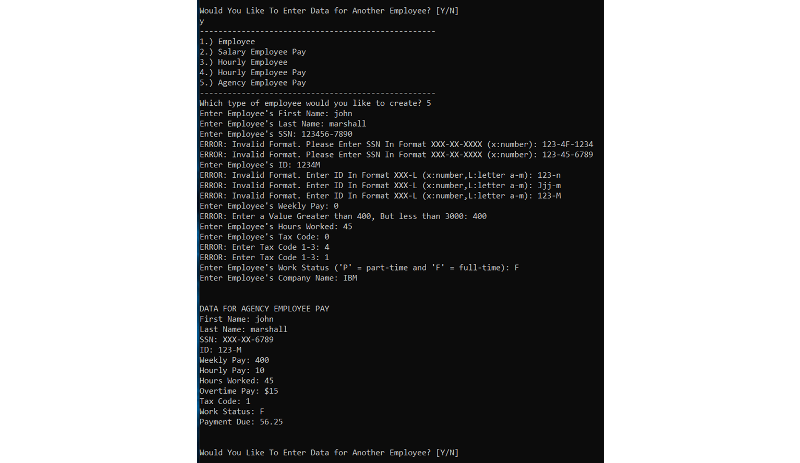 Would You Like To Enter Data for Another Employee? [Y/N]
y
--------------------------------------------------
1.) Employee
2.) Salary Employee Pay
3.) Hourly Employee
4.) Hourly Employee Pay
5.) Agency Employee Pay
--------------------------------------------------
Which type of employee would you like to create? 5
Enter Employee's First Name: john
Enter Employee's Last Name: marshall
Enter Employee's SSN: 123456-7890
ERROR: Invalid Format. Please Enter SSN In Format XXX-XX-XXXX (x:number): 123-4F-1234
ERROR: Invalid Format. Please Enter SSN In Format XXX-XX-XXXX (x:number): 123-45-6789
Enter Employee's ID: 1234M
ERROR: Invalid Format. Enter ID In Format XXX-L (x:number,L:letter a-m): 123-n
ERROR: Invalid Format. Enter ID In Format XXX-L (x:number,L:letter a-m): Jjj-m
ERROR: Invalid Format. Enter ID In Format XXX-L (x:number,L:letter a-m): 123-M
Enter Employee's Weekly Pay: 0
ERROR: Enter a Value Greater than 400, But less than 3000: 400
Enter Employee's Hours Worked: 45
Enter Employee's Tax Code: 0
ERROR: Enter Tax Code 1-3: 4
ERROR: Enter Tax Code 1-3: 1
Enter Employee's Work Status ('P' = part-time and 'F' = full-time): F
Enter Employee's Company Name: IBM
DATA FOR AGENCY EMPLOYEE PAY
First Name: john
Last Name: marshall
SSN: XXX-XX-6789
ID: 123-M
Weekly Pay: 400
Hourly Pay: 10
Hours Worked: 45
Overtime Pay: $15
Tax Code: 1
Work Status: F
Payment Due: 56.25
Would You Like To Enter Data for Another Employee? [Y/N]